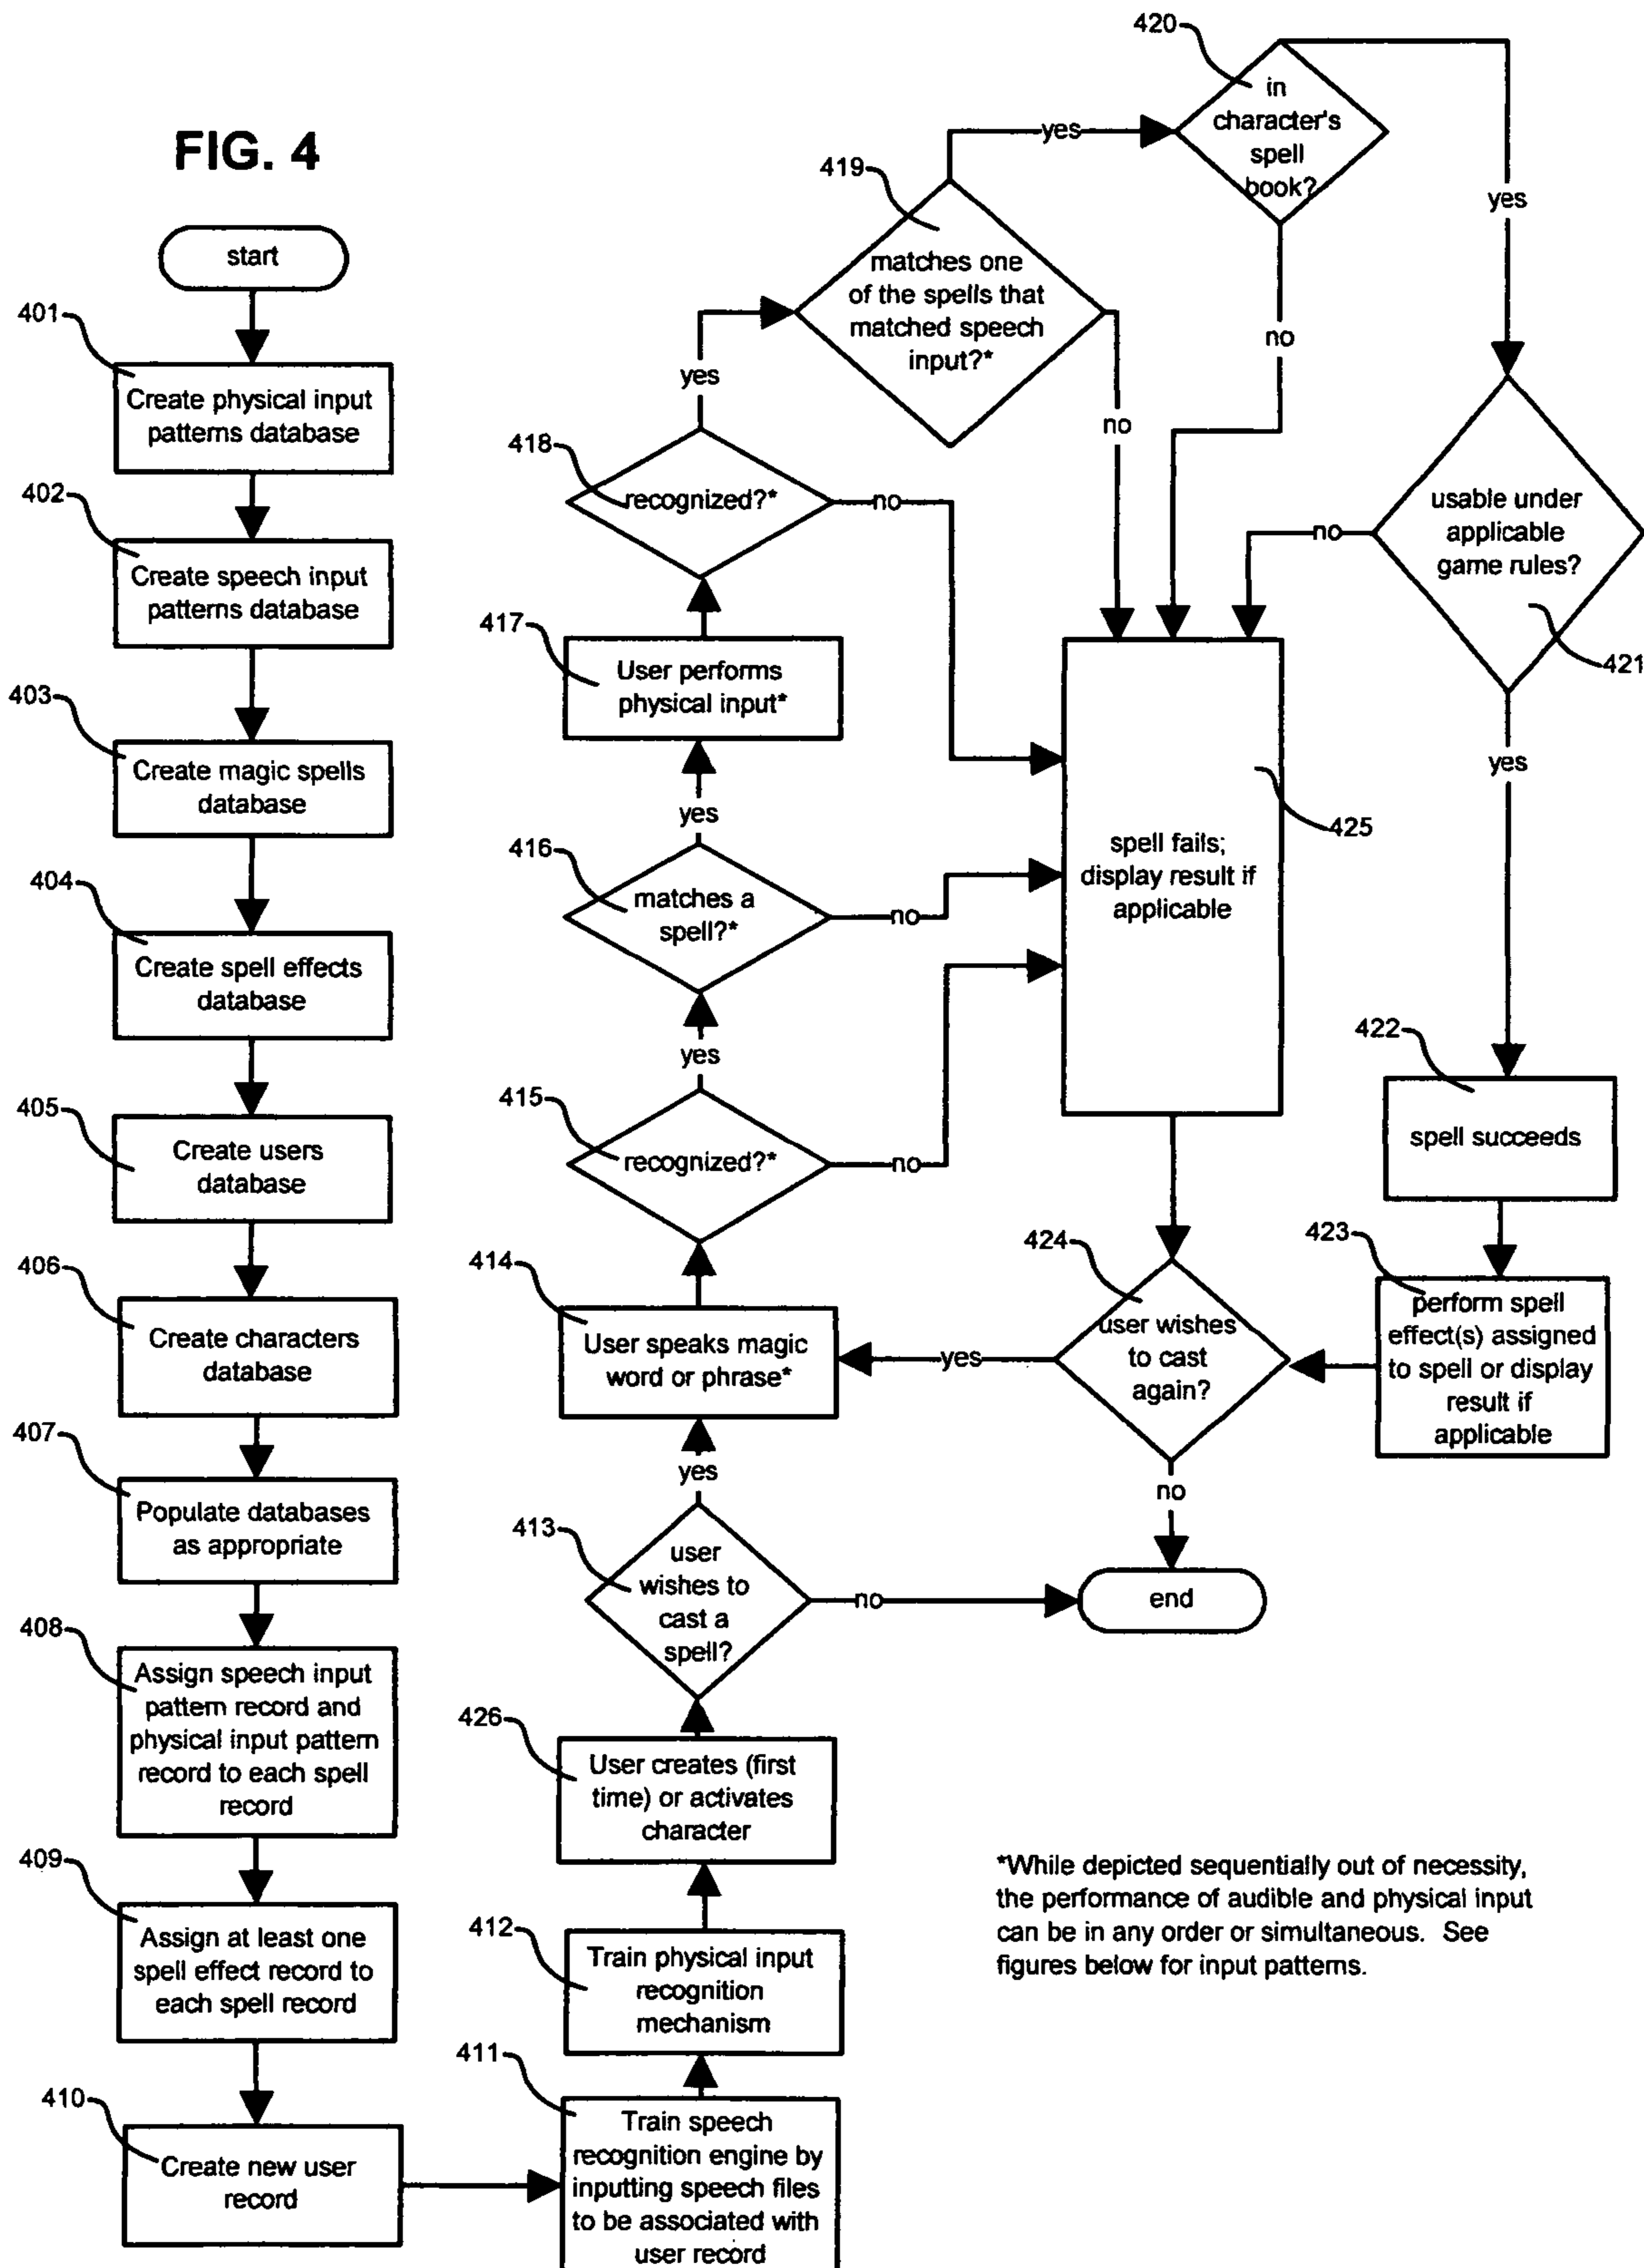 FIG. 4
start
401
Create physical input
patterns database
402
Create speech input
patterns database
403
Create magic spells
database
404
Create spell effects
database
405
Create users
database
406
Create characters
database
407
Populate databases
as appropriate
408
Assign speech input
pattern record and
physical input pattern
record to each spell
record
409
Assign at least one
spell effect record to
each spell record
410
Create new user
record
411
Train speech
recognition engine by
inputting speech files
to be associated with
user record
412
Train physical input
recognition
mechanism
426
User creates (first
time) or activates
character
413
user
wishes to
cast a
spell?
yes
no
414
User speaks magic
word or phrase*
415
recognized?*
yes
no
416
matches a
spell?*
yes
no
417
User performs
physical input*
418
recognized?*
yes
no
419
matches one
of the spells that
matched speech
input?*
yes
no
420
in
character's
spell
book?
yes
no
421
usable under
applicable
game rules?
no
yes
422
spell succeeds
423
perform spell
effect(s) assigned
to spell or display
result if
applicable
425
spell fails;
display result if
applicable
424
user wishes
to cast
again?
yes
no
end
*While depicted sequentially out of necessity,
the performance of audible and physical input
can be in any order or simultaneous. See
figures below for input patterns.